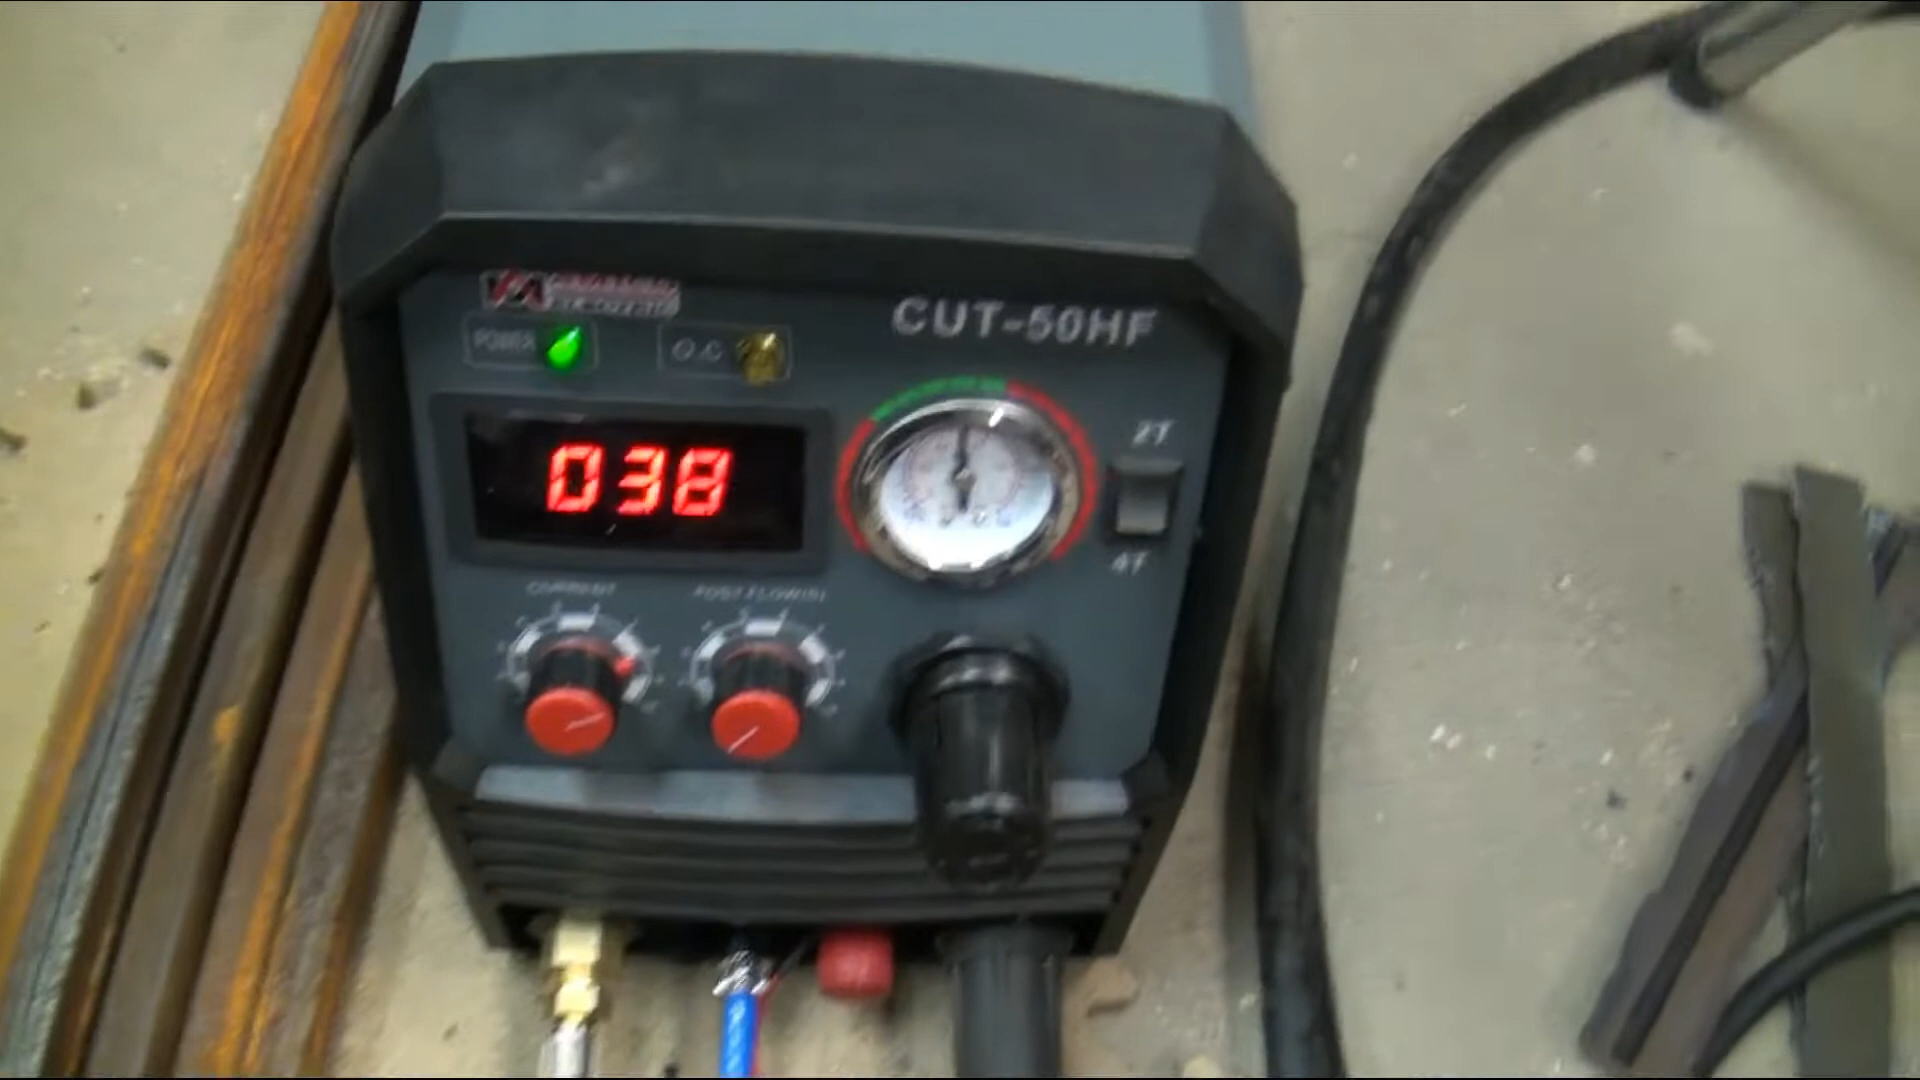 CUT-50HF
POWER
O.C
2T
038
4T
CURRENT
POST FLOW(S)